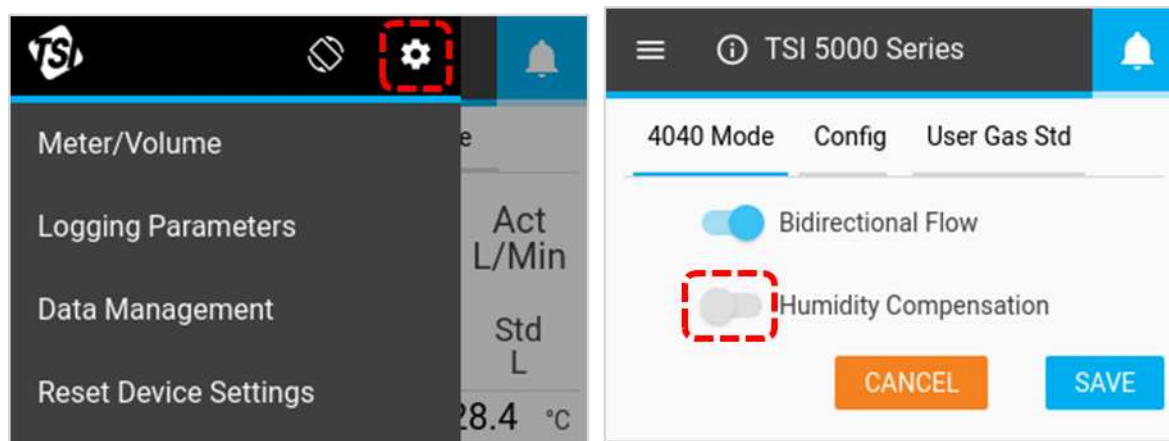 TSI
Meter/Volume
Logging Parameters
Data Management
Reset Device Settings
e
Act
L/Min
Std
L
28.4 °C
TSI 5000 Series
4040 Mode Config User Gas Std
Bidirectional Flow
Humidity Compensation
CANCEL SAVE